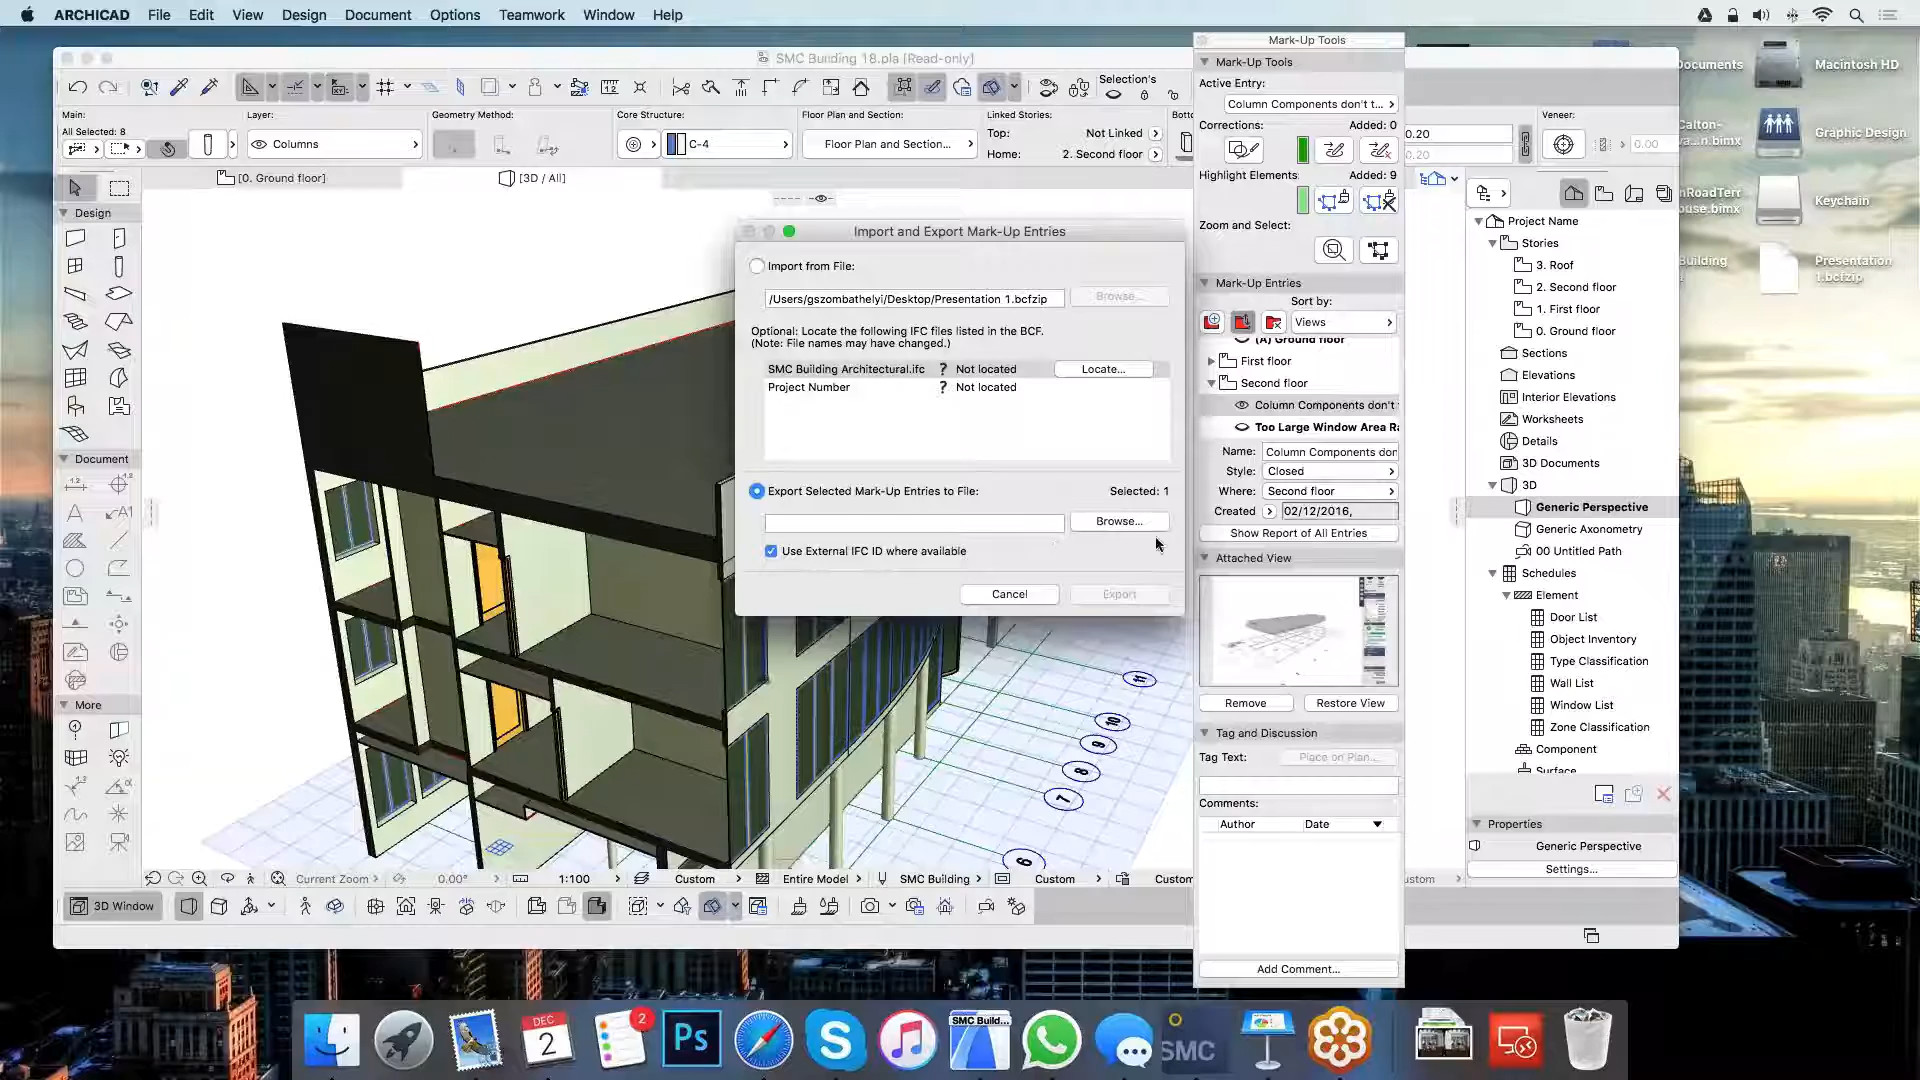 ARCHICAD File Edit View Design Document Options Teamwork Window Help
SMC Building 18.pla [Read-only]
Selection's
Main:
All Selected: 8
Layer:
Columns
Geometry Method:
Core Structure:
C-4
Floor Plan and Section:
Floor Plan and Section...
Linked Stories:
Top: Not Linked
Home: 2. Second floor
[0. Ground floor]
[3D / All]
Design
Document
More
Import and Export Mark-Up Entries
Import from File:
/Users/gszombathelyi/Desktop/Presentation 1.bcfzip
Browse...
Optional: Locate the following IFC files listed in the BCF.
(Note: File names may have changed.)
SMC Building Architectural.ifc ? Not located Locate...
Project Number ? Not located
Export Selected Mark-Up Entries to File: Selected: 1
Browse...
Use External IFC ID where available
Cancel Export
Mark-Up Tools
Mark-Up Tools
Active Entry:
Column Components don't t...
Corrections: Added: 0
Highlight Elements: Added: 9
Zoom and Select:
Mark-Up Entries
Sort by:
Views
(A) Ground floor
First floor
Second floor
Column Components don't
Too Large Window Area Ra
Name: Column Components don
Style: Closed
Where: Second floor
Created 02/12/2016,
Show Report of All Entries
Attached View
Remove Restore View
Tag and Discussion
Tag Text: Place on Plan...
Comments:
Author Date
Add Comment...
0.20
0.20
Veneer:
0.00
Project Name
Stories
3. Roof
2. Second floor
1. First floor
0. Ground floor
Sections
Elevations
Interior Elevations
Worksheets
Details
3D Documents
3D
Generic Perspective
Generic Axonometry
00 Untitled Path
Schedules
Element
Door List
Object Inventory
Type Classification
Wall List
Window List
Zone Classification
Component
Surface
Properties
Generic Perspective
Settings...
11
10
9
8
7
6
Current Zoom 0.00° 1:100 Custom Entire Model SMC Building Custom Custom
3D Window
Documents
Macintosh HD
Graphic Design
Keychain
Presentation
1.bcfzip
DEC
2
2
Ps
SMC Build...
SMC